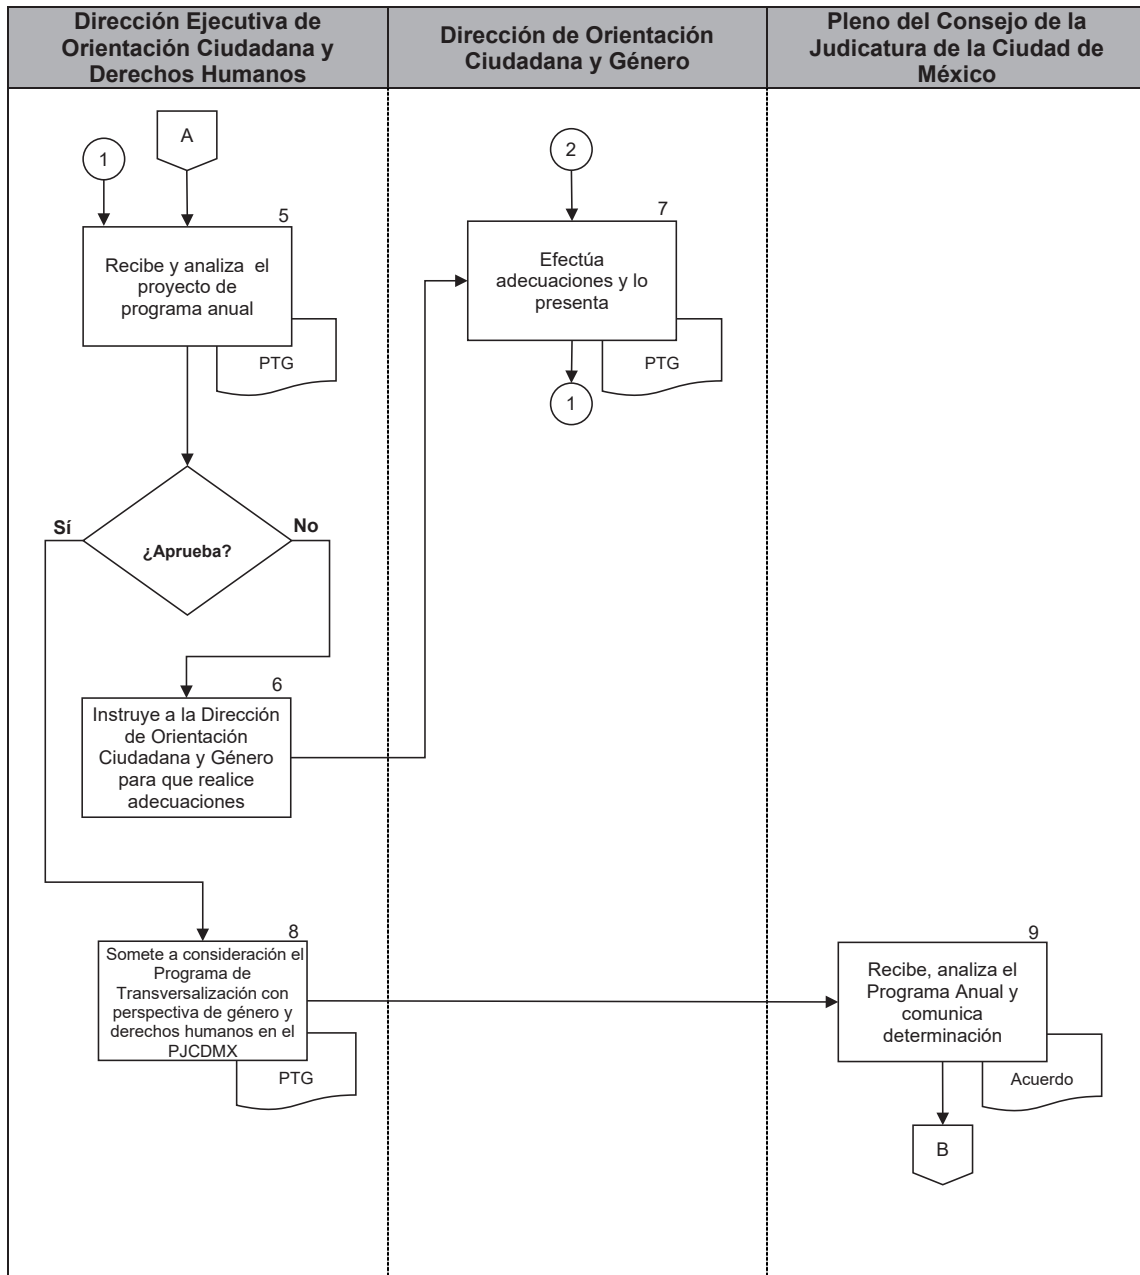 Dirección Ejecutiva de
Orientación Ciudadana y
Derechos Humanos
Dirección de Orientación
Ciudadana y Género
Pleno del Consejo de la
Judicatura de la Ciudad de
México
1
A
5
Recibe y analiza el
proyecto de
programa anual
PTG
¿Aprueba?
Sí
No
6
Instruye a la Dirección
de Orientación
Ciudadana y Género
para que realice
adecuaciones
8
Somete a consideración el
Programa de
Transversalización con
perspectiva de género y
derechos humanos en el
PJCDMX
PTG
2
7
Efectúa
adecuaciones y lo
presenta
PTG
1
9
Recibe, analiza el
Programa Anual y
comunica
determinación
Acuerdo
B